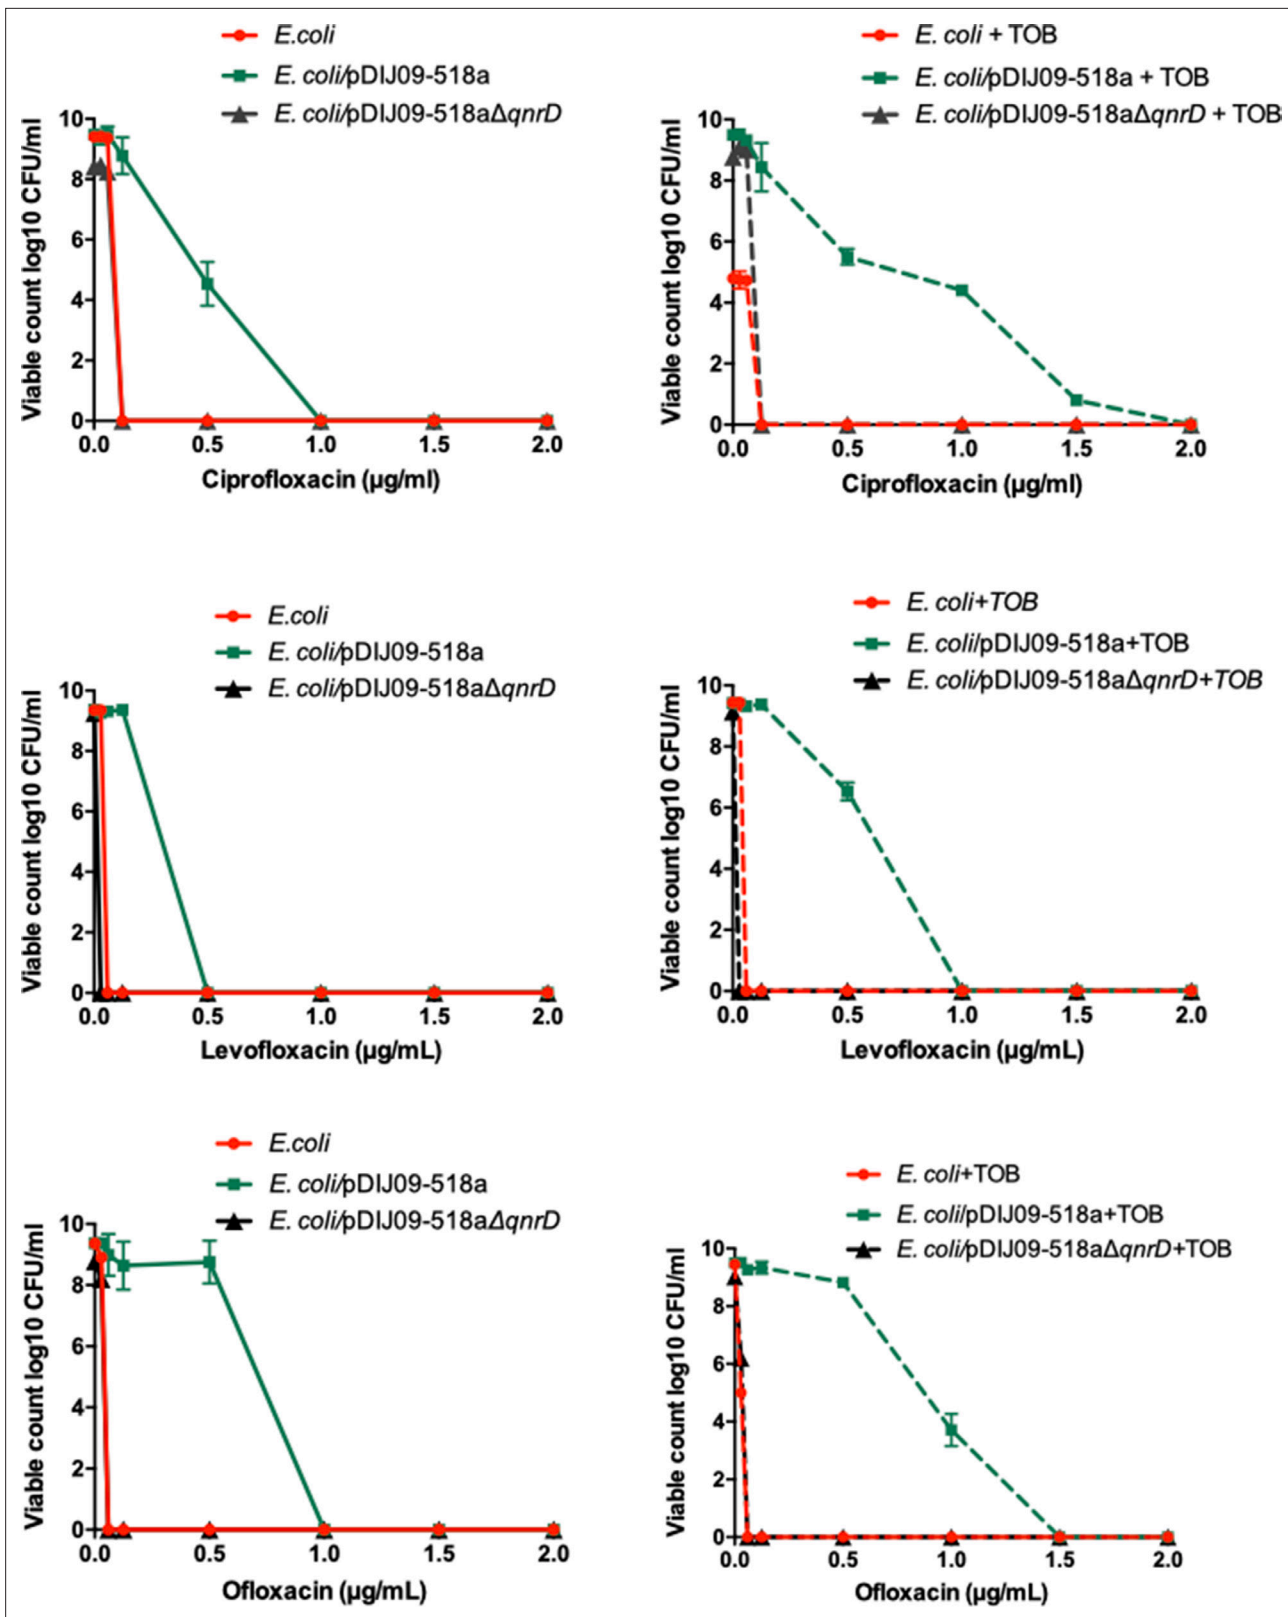 E.coli
E. coli/pDIJ09-518a
E. coli/pDIJ09-518aΔqnrD
Viable count log10 CFU/ml
10
8
6
4
2
0
0.0 0.5 1.0 1.5 2.0
Ciprofloxacin (µg/ml)
E. coli + TOB
E. coli/pDIJ09-518a + TOB
E. coli/pDIJ09-518aΔqnrD + TOB
Viable count log10 CFU/ml
10
8
6
4
2
0
0.0 0.5 1.0 1.5 2.0
Ciprofloxacin (µg/ml)
E.coli
E. coli/pDIJ09-518a
E. coli/pDIJ09-518aΔqnrD
Viable count log10 CFU/ml
10
8
6
4
2
0
0.0 0.5 1.0 1.5 2.0
Levofloxacin (µg/mL)
E. coli+TOB
E. coli/pDIJ09-518a+TOB
E. coli/pDIJ09-518aΔqnrD+TOB
Viable count log10 CFU/ml
10
8
6
4
2
0
0.0 0.5 1.0 1.5 2.0
Levofloxacin (µg/mL)
E.coli
E. coli/pDIJ09-518a
E. coli/pDIJ09-518aΔqnrD
Viable count log10 CFU/ml
10
8
6
4
2
0
0.0 0.5 1.0 1.5 2.0
Ofloxacin (µg/mL)
E. coli+TOB
E. coli/pDIJ09-518a+TOB
E. coli/pDIJ09-518aΔqnrD+TOB
Viable count log10 CFU/ml
10
8
6
4
2
0
0.0 0.5 1.0 1.5 2.0
Ofloxacin (µg/mL)